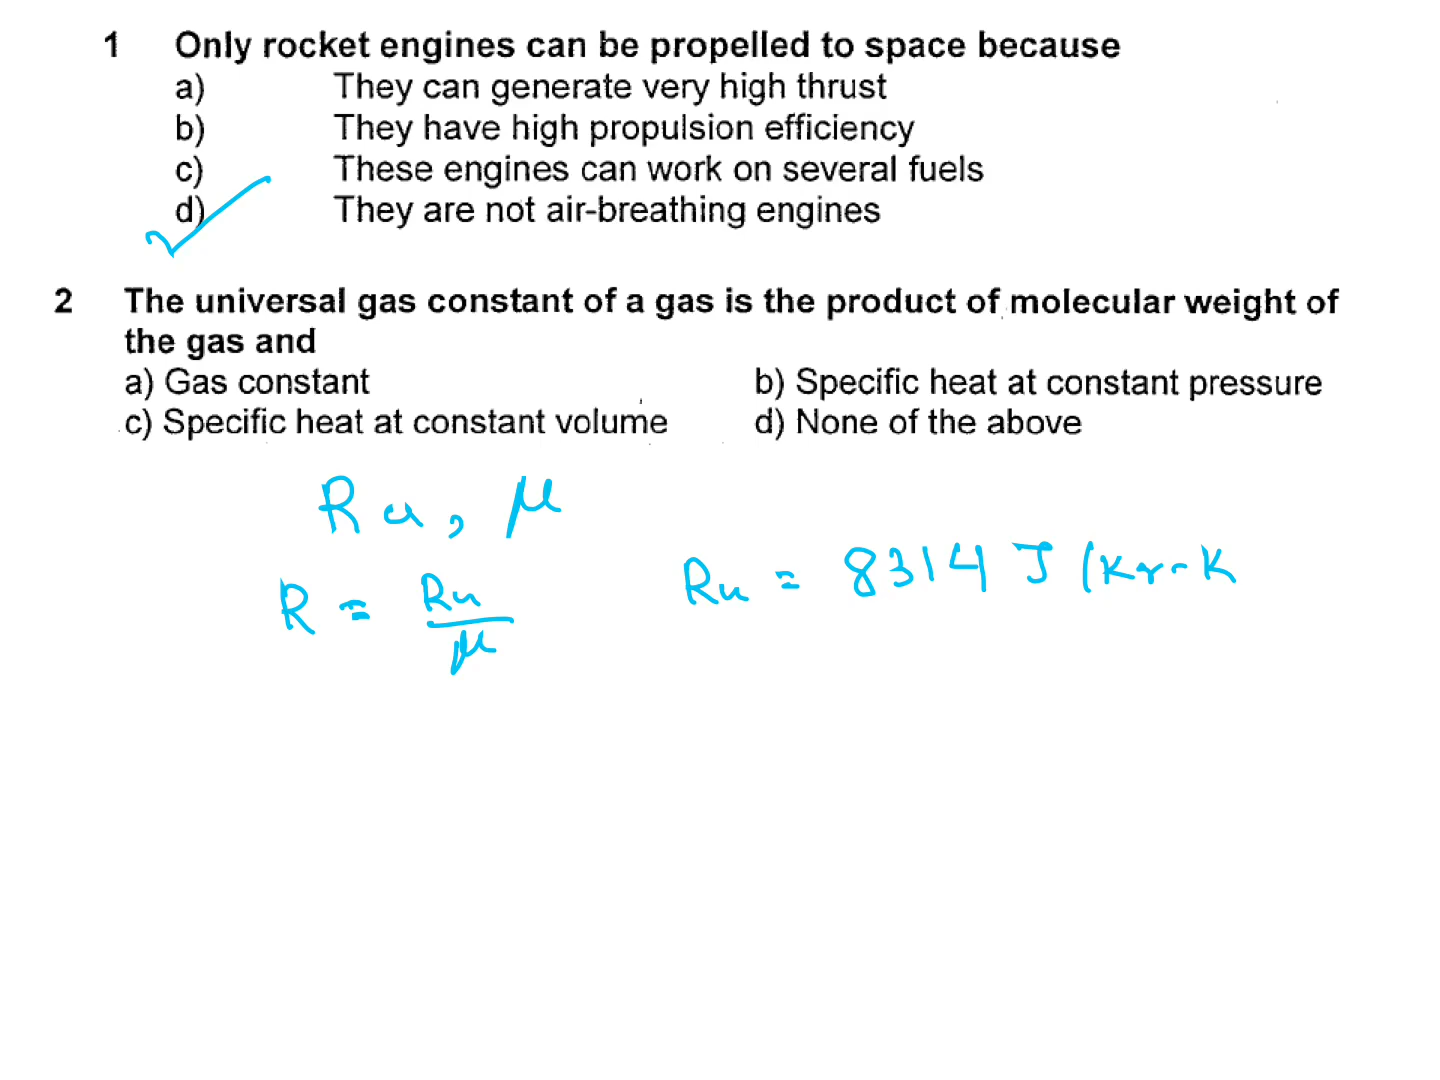 1 Only rocket engines can be propelled to space because
a) They can generate very high thrust
b) They have high propulsion efficiency
c) These engines can work on several fuels
d) They are not air-breathing engines
2 The universal gas constant of a gas is the product of molecular weight of
the gas and
a) Gas constant b) Specific heat at constant pressure
c) Specific heat at constant volume d) None of the above
Ru, μ
R = Ru/μ
Ru = 8314 J